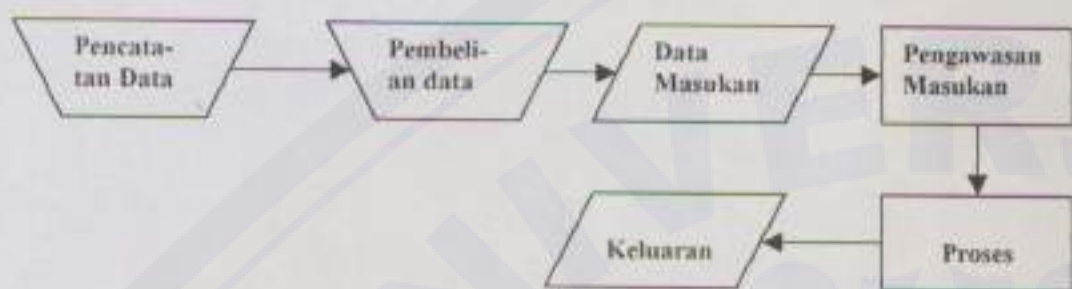 Pencata-
tan Data
Pembeli-
an data
Data
Masukan
Pengawasan
Masukan
Keluaran
Proses